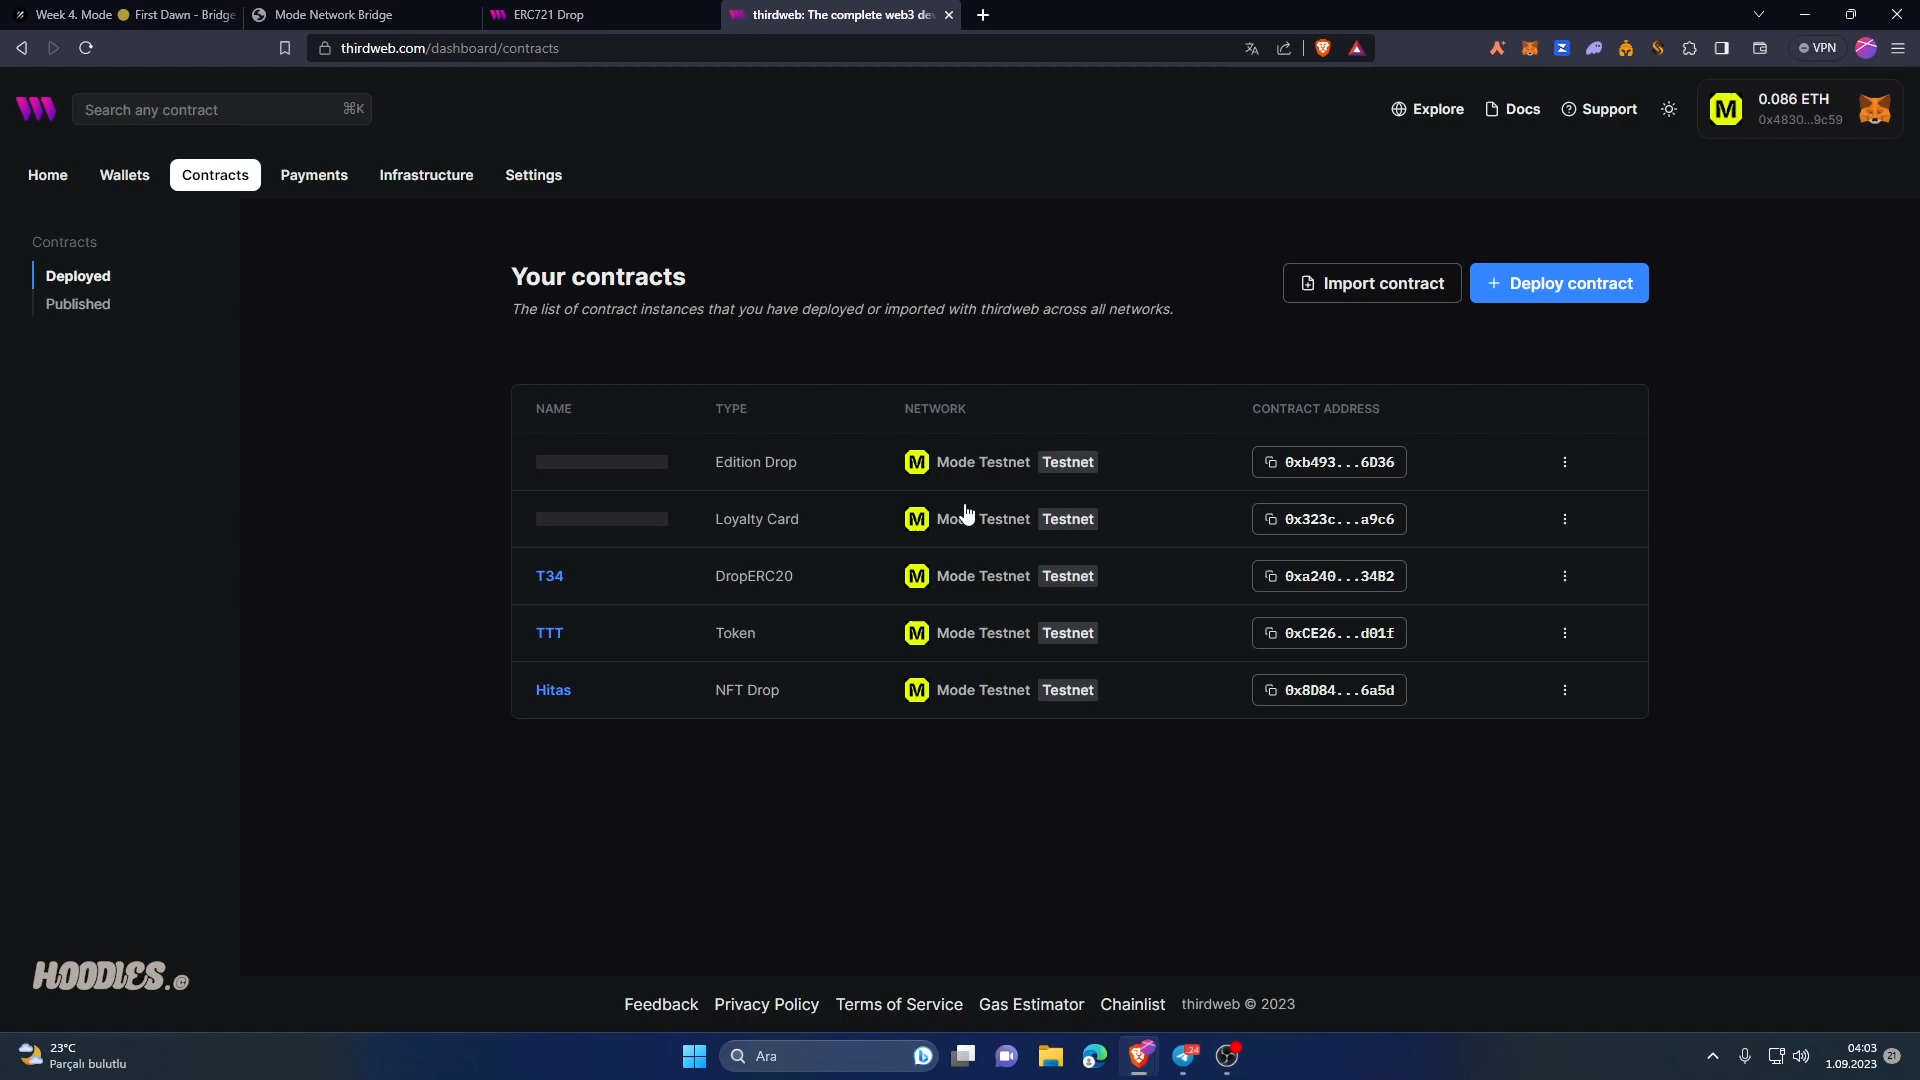 Week 4. Mode
First Dawn - Bridge
Mode Network Bridge
ERC721 Drop
thirdweb: The complete web3 de
thirdweb.com/dashboard/contracts
VPN
Search any contract
⌘K
Explore
Docs
Support
M
0.086 ETH
0x4830...9c59
Home
Wallets
Contracts
Payments
Infrastructure
Settings
Contracts
Deployed
Published
Your contracts
The list of contract instances that you have deployed or imported with thirdweb across all networks.
Import contract
+ Deploy contract
NAME TYPE NETWORK CONTRACT ADDRESS
Edition Drop M Mode Testnet Testnet 0xb493...6D36
Loyalty Card M Mode Testnet Testnet 0x323c...a9c6
T34 DropERC20 M Mode Testnet Testnet 0xa240...34B2
TTT Token M Mode Testnet Testnet 0xCE26...d01f
Hitas NFT Drop M Mode Testnet Testnet 0x8D84...6a5d
HOODIES.©
Feedback Privacy Policy Terms of Service Gas Estimator Chainlist thirdweb © 2023
23°C
Parçalı bulutlu
Ara
24
04:03
1.09.2023
21